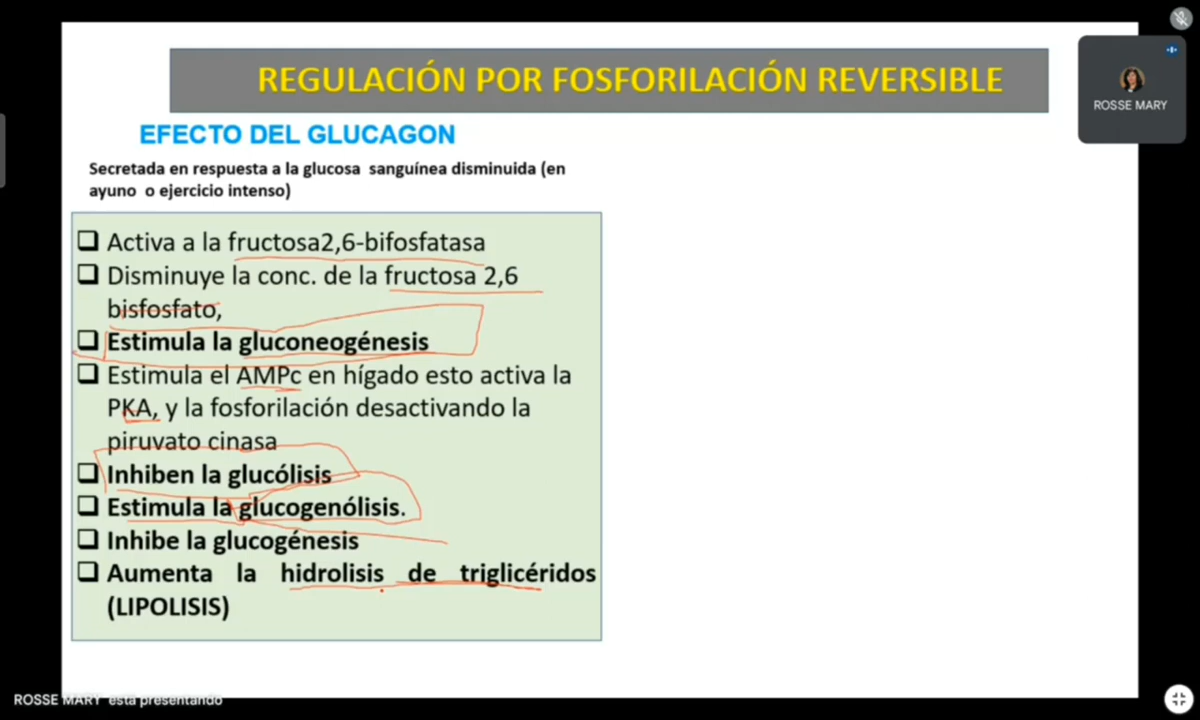 REGULACIÓN POR FOSFORILACIÓN REVERSIBLE
ROSSE MARY
EFECTO DEL GLUCAGON
Secretada en respuesta a la glucosa sanguínea disminuida (en
ayuno o ejercicio intenso)
Activa a la fructosa2,6-bifosfatasa
Disminuye la conc. de la fructosa 2,6
bisfosfato,
Estimula la gluconeogénesis
Estimula el AMPc en hígado esto activa la
PKA, y la fosforilación desactivando la
piruvato cinasa
Inhiben la glucólisis
Estimula la glucogenólisis.
Inhibe la glucogénesis
Aumenta la hidrolisis de triglicéridos
(LIPOLISIS)
ROSSE MARY está presentando